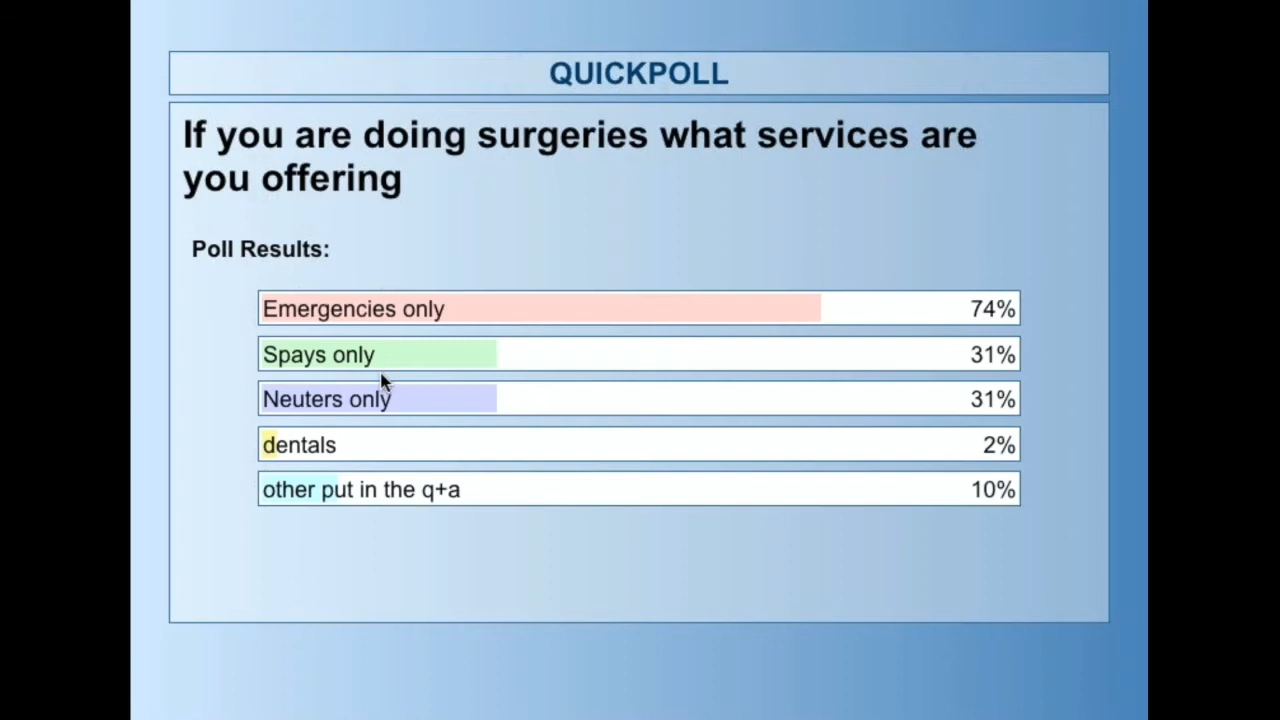 QUICKPOLL
If you are doing surgeries what services are
you offering
Poll Results:
Emergencies only 74%
Spays only 31%
Neuters only 31%
dentals 2%
other put in the q+a 10%